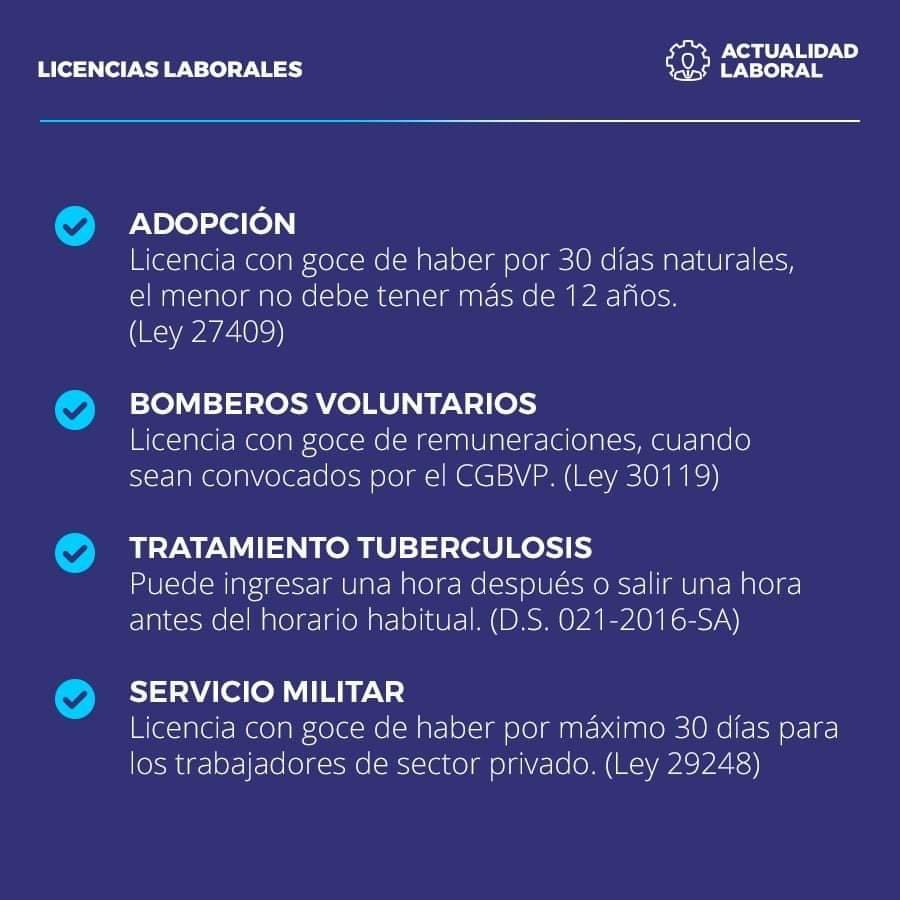 LICENCIAS LABORALES
ACTUALIDAD
LABORAL
ADOPCIÓN
Licencia con goce de haber por 30 días naturales,
el menor no debe tener más de 12 años.
(Ley 27409)
BOMBEROS VOLUNTARIOS
Licencia con goce de remuneraciones, cuando
sean convocados por el CGBVP. (Ley 30119)
TRATAMIENTO TUBERCULOSIS
Puede ingresar una hora después o salir una hora
antes del horario habitual. (D.S. 021-2016-SA)
SERVICIO MILITAR
Licencia con goce de haber por máximo 30 días para
los trabajadores de sector privado. (Ley 29248)